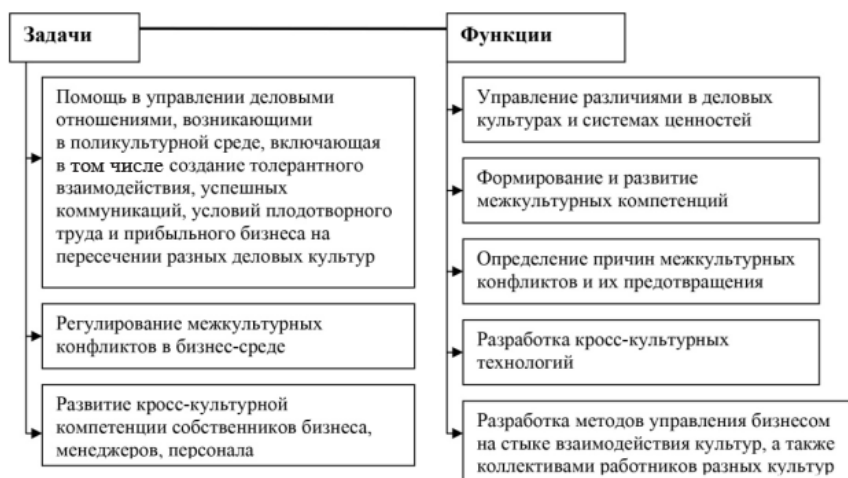 Задачи
Помощь в управлении деловыми
отношениями, возникающими
в поликультурной среде, включающая
в том числе создание толерантного
взаимодействия, успешных
коммуникаций, условий плодотворного
труда и прибыльного бизнеса на
пересечении разных деловых культур
Регулирование межкультурных
конфликтов в бизнес-среде
Развитие кросс-культурной
компетенции собственников бизнеса,
менеджеров, персонала
Функции
Управление различиями в деловых
культурах и системах ценностей
Формирование и развитие
межкультурных компетенций
Определение причин межкультурных
конфликтов и их предотвращения
Разработка кросс-культурных
технологий
Разработка методов управления бизнесом
на стыке взаимодействия культур, а также
коллективами работников разных культур